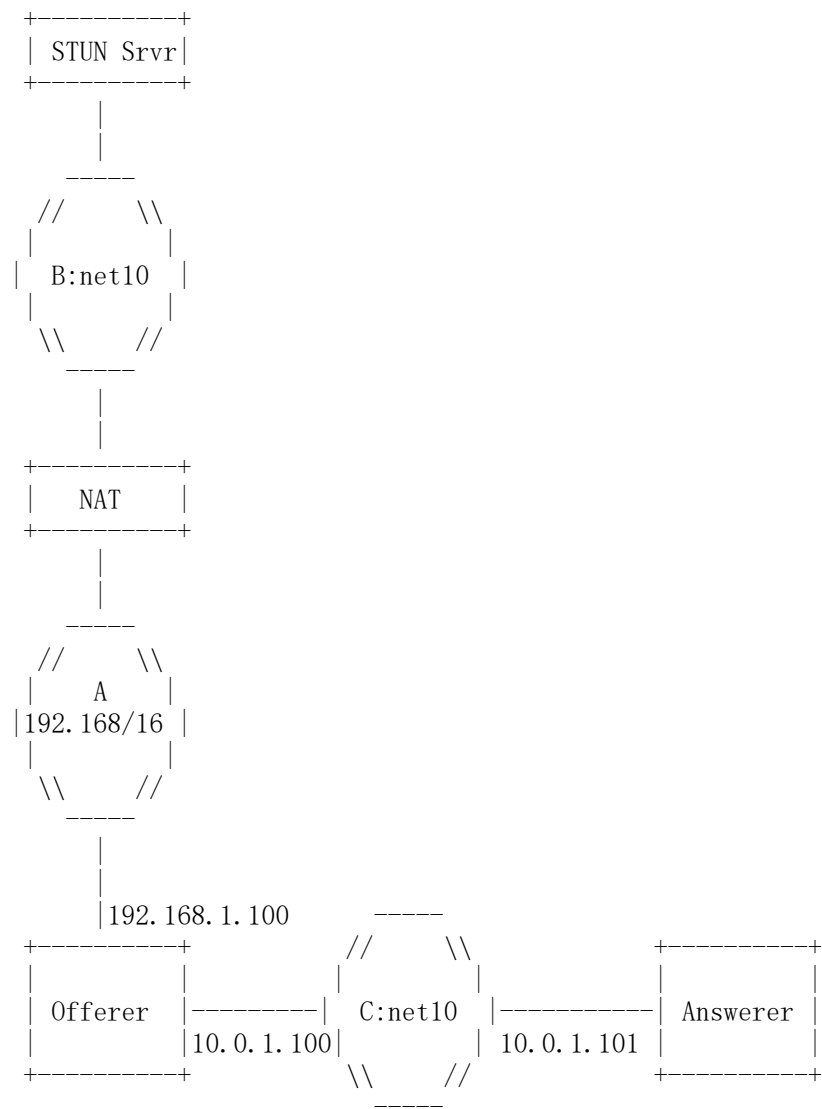 STUN Srvr
B:net10
NAT
A
192.168/16
192.168.1.100
Offerer C:net10 Answerer
10.0.1.100 10.0.1.101